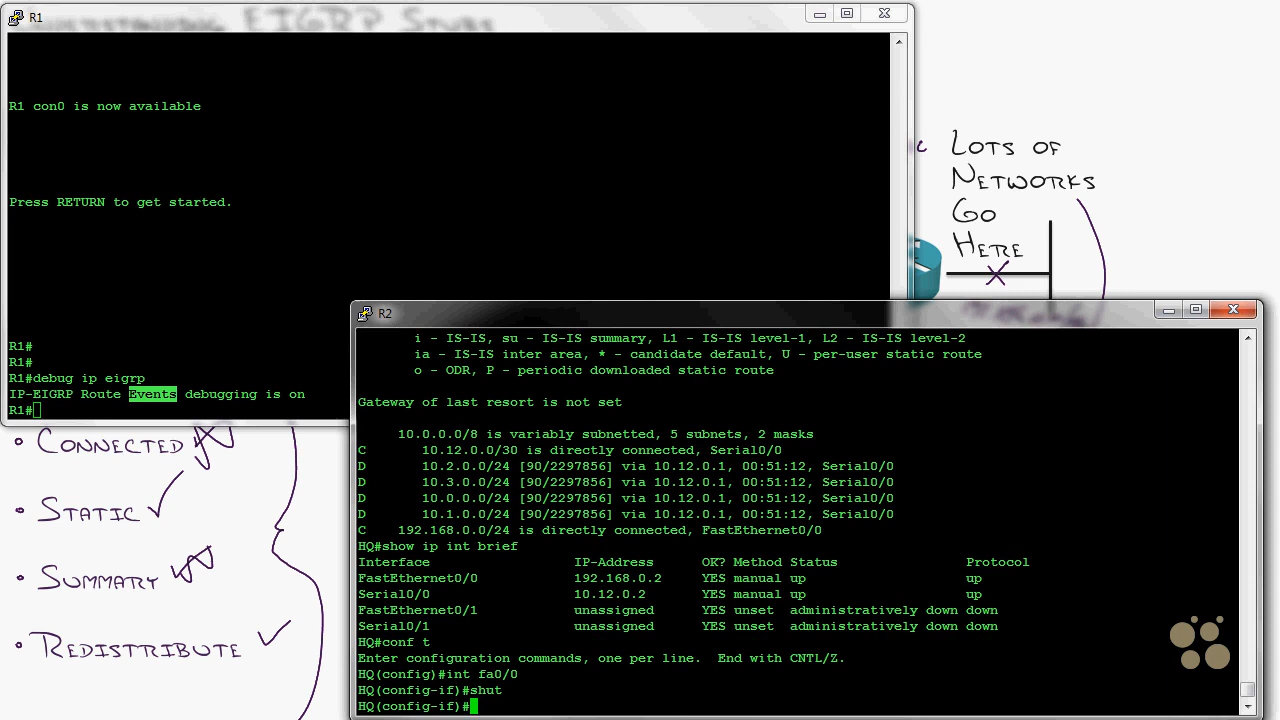 UNDERSTANDING EIGRP STUBS
R1
R1 con0 is now available
Press RETURN to get started.
R1#
R1#
R1#debug ip eigrp
IP-EIGRP Route Events debugging is on
R1#
LOTS OF
NETWORKS
GO
HERE
• CONNECTED
• STATIC
• SUMMARY
• REDISTRIBUTE
R2
i - IS-IS, su - IS-IS summary, L1 - IS-IS level-1, L2 - IS-IS level-2
ia - IS-IS inter area, * - candidate default, U - per-user static route
o - ODR, P - periodic downloaded static route
Gateway of last resort is not set
10.0.0.0/8 is variably subnetted, 5 subnets, 2 masks
C 10.12.0.0/30 is directly connected, Serial0/0
D 10.2.0.0/24 [90/2297856] via 10.12.0.1, 00:51:12, Serial0/0
D 10.3.0.0/24 [90/2297856] via 10.12.0.1, 00:51:12, Serial0/0
D 10.0.0.0/24 [90/2297856] via 10.12.0.1, 00:51:12, Serial0/0
D 10.1.0.0/24 [90/2297856] via 10.12.0.1, 00:51:12, Serial0/0
C 192.168.0.0/24 is directly connected, FastEthernet0/0
HQ#show ip int brief
Interface IP-Address OK? Method Status Protocol
FastEthernet0/0 192.168.0.2 YES manual up up
Serial0/0 10.12.0.2 YES manual up up
FastEthernet0/1 unassigned YES unset administratively down down
Serial0/1 unassigned YES unset administratively down down
HQ#conf t
Enter configuration commands, one per line. End with CNTL/Z.
HQ(config)#int fa0/0
HQ(config-if)#shut
HQ(config-if)#